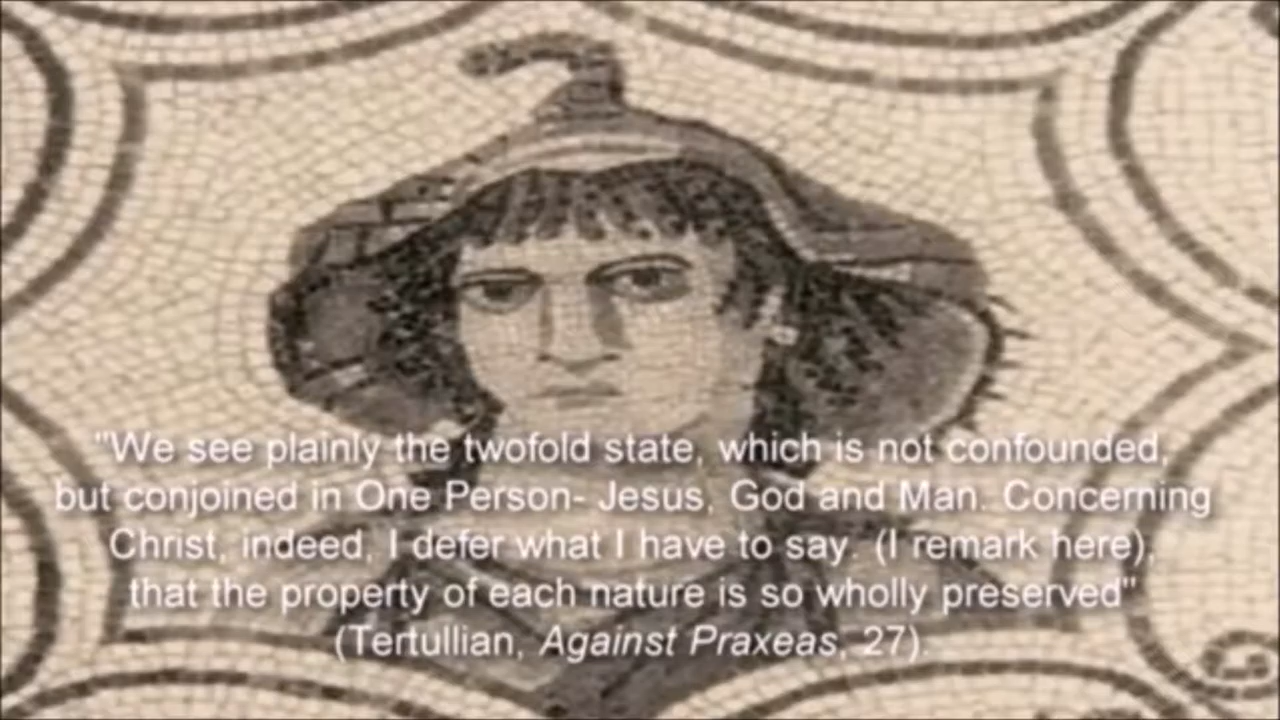 "We see plainly the twofold state, which is not confounded,
but conjoined in One Person- Jesus, God and Man. Concerning
Christ, indeed, I defer what I have to say. (I remark here),
that the property of each nature is so wholly preserved"
(Tertullian, Against Praxeas, 27).